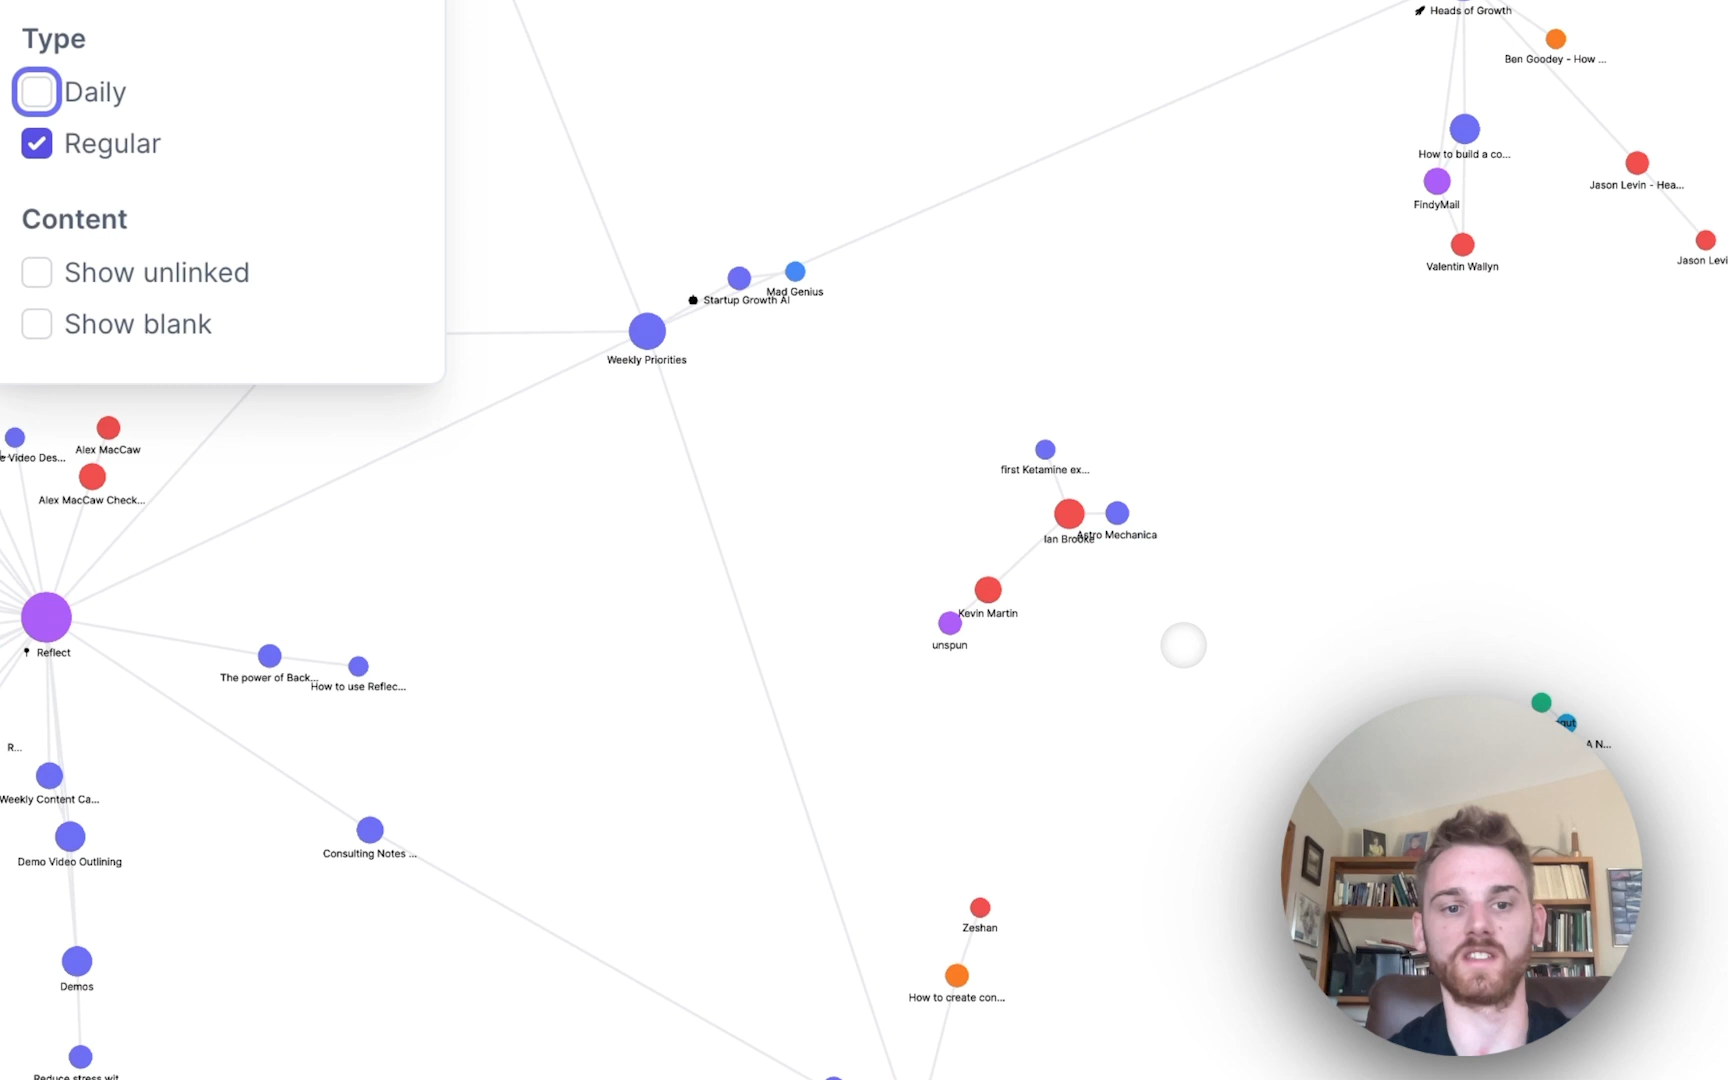 Type
Daily
Regular
Content
Show unlinked
Show blank
Heads of Growth
Ben Goodey - How ...
How to build a co...
FindyMail
Jason Levin - Hea...
Valentin Wallyn
Jason Levi
Startup Growth AI
Mad Genius
Weekly Priorities
Alex MacCaw
e Video Des...
Alex MacCaw Check...
first Ketamine ex...
Ian Brooke
Astro Mechanica
Kevin Martin
unspun
Reflect
The power of Back...
How to use Reflec...
R...
A N...
Weekly Content Ca...
Demo Video Outlining
Consulting Notes ...
Zeshan
Demos
How to create con...
Reduce stress wit